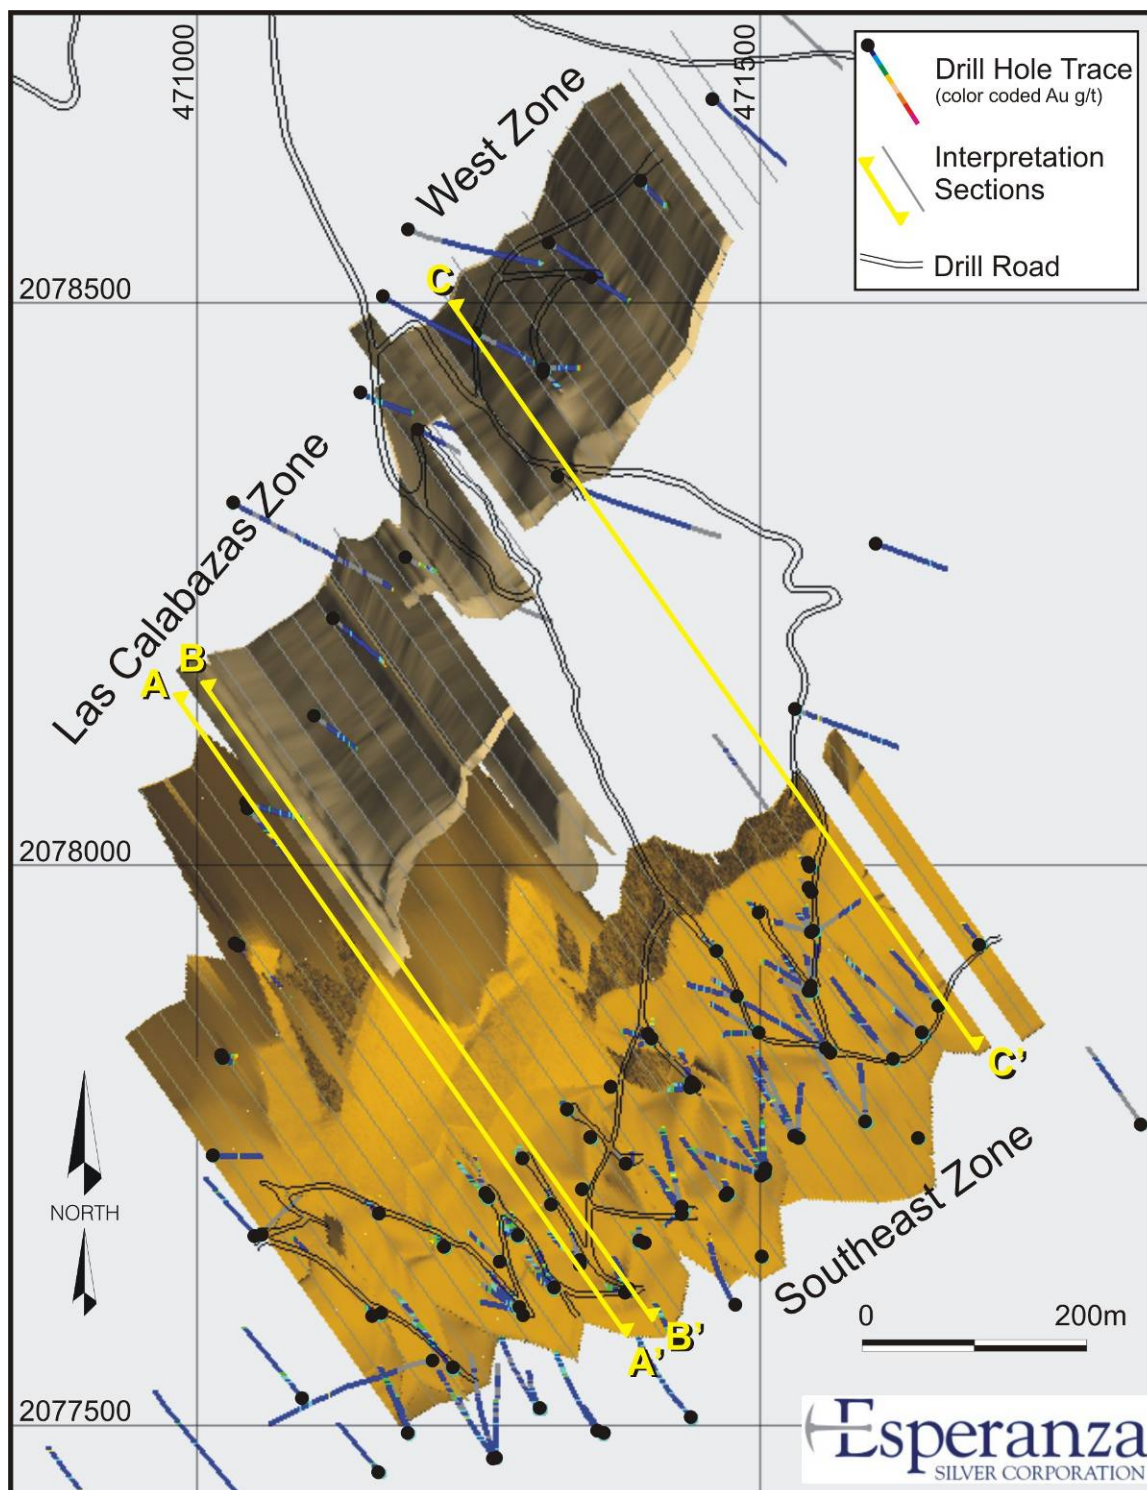 471000
471500
Drill Hole Trace
(color coded Au g/t)
Interpretation
Sections
Drill Road
West Zone
2078500
C
Las Calabazas Zone
A
B
2078000
C'
NORTH
Southeast Zone
0
200m
B'
A'
2077500
Esperanza
SILVER CORPORATION